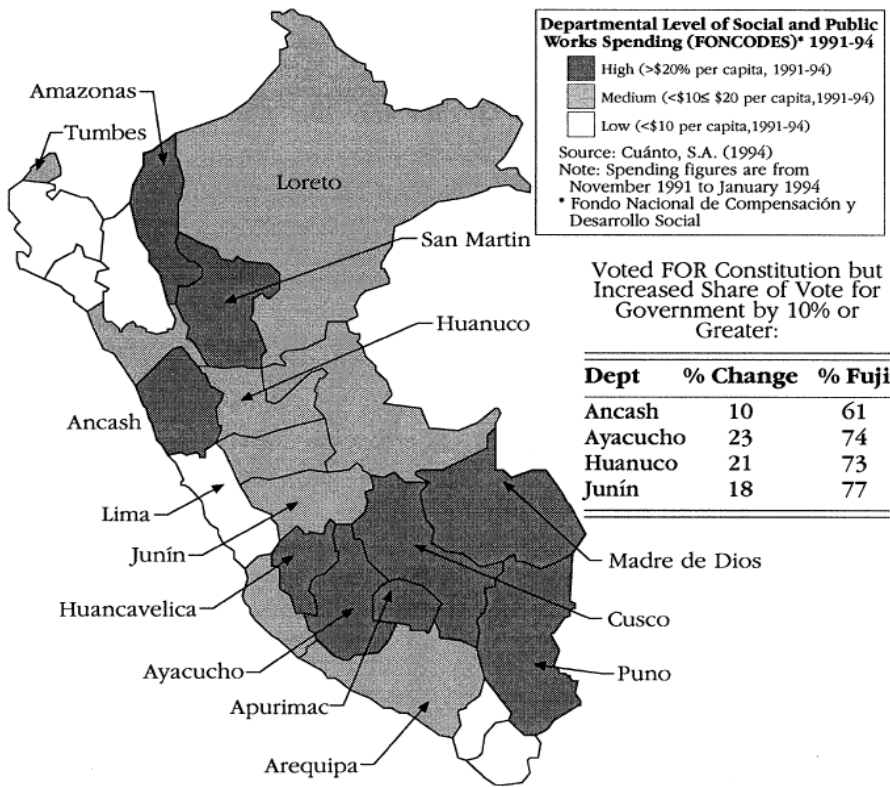 Departmental Level of Social and Public
Works Spending (FONCODES)* 1991-94
High (>$20% per capita, 1991-94)
Medium (<$10≤ $20 per capita,1991-94)
Low (<$10 per capita,1991-94)
Source: Cuánto, S.A. (1994)
Note: Spending figures are from
November 1991 to January 1994
* Fondo Nacional de Compensación y
Desarrollo Social
Amazonas
Tumbes
Loreto
San Martin
Huanuco
Ancash
Lima
Junín
Huancavelica
Ayacucho
Apurimac
Arequipa
Madre de Dios
Cusco
Puno
Voted FOR Constitution but
Increased Share of Vote for
Government by 10% or
Greater:
Dept % Change % Fuji
Ancash 10 61
Ayacucho 23 74
Huanuco 21 73
Junín 18 77